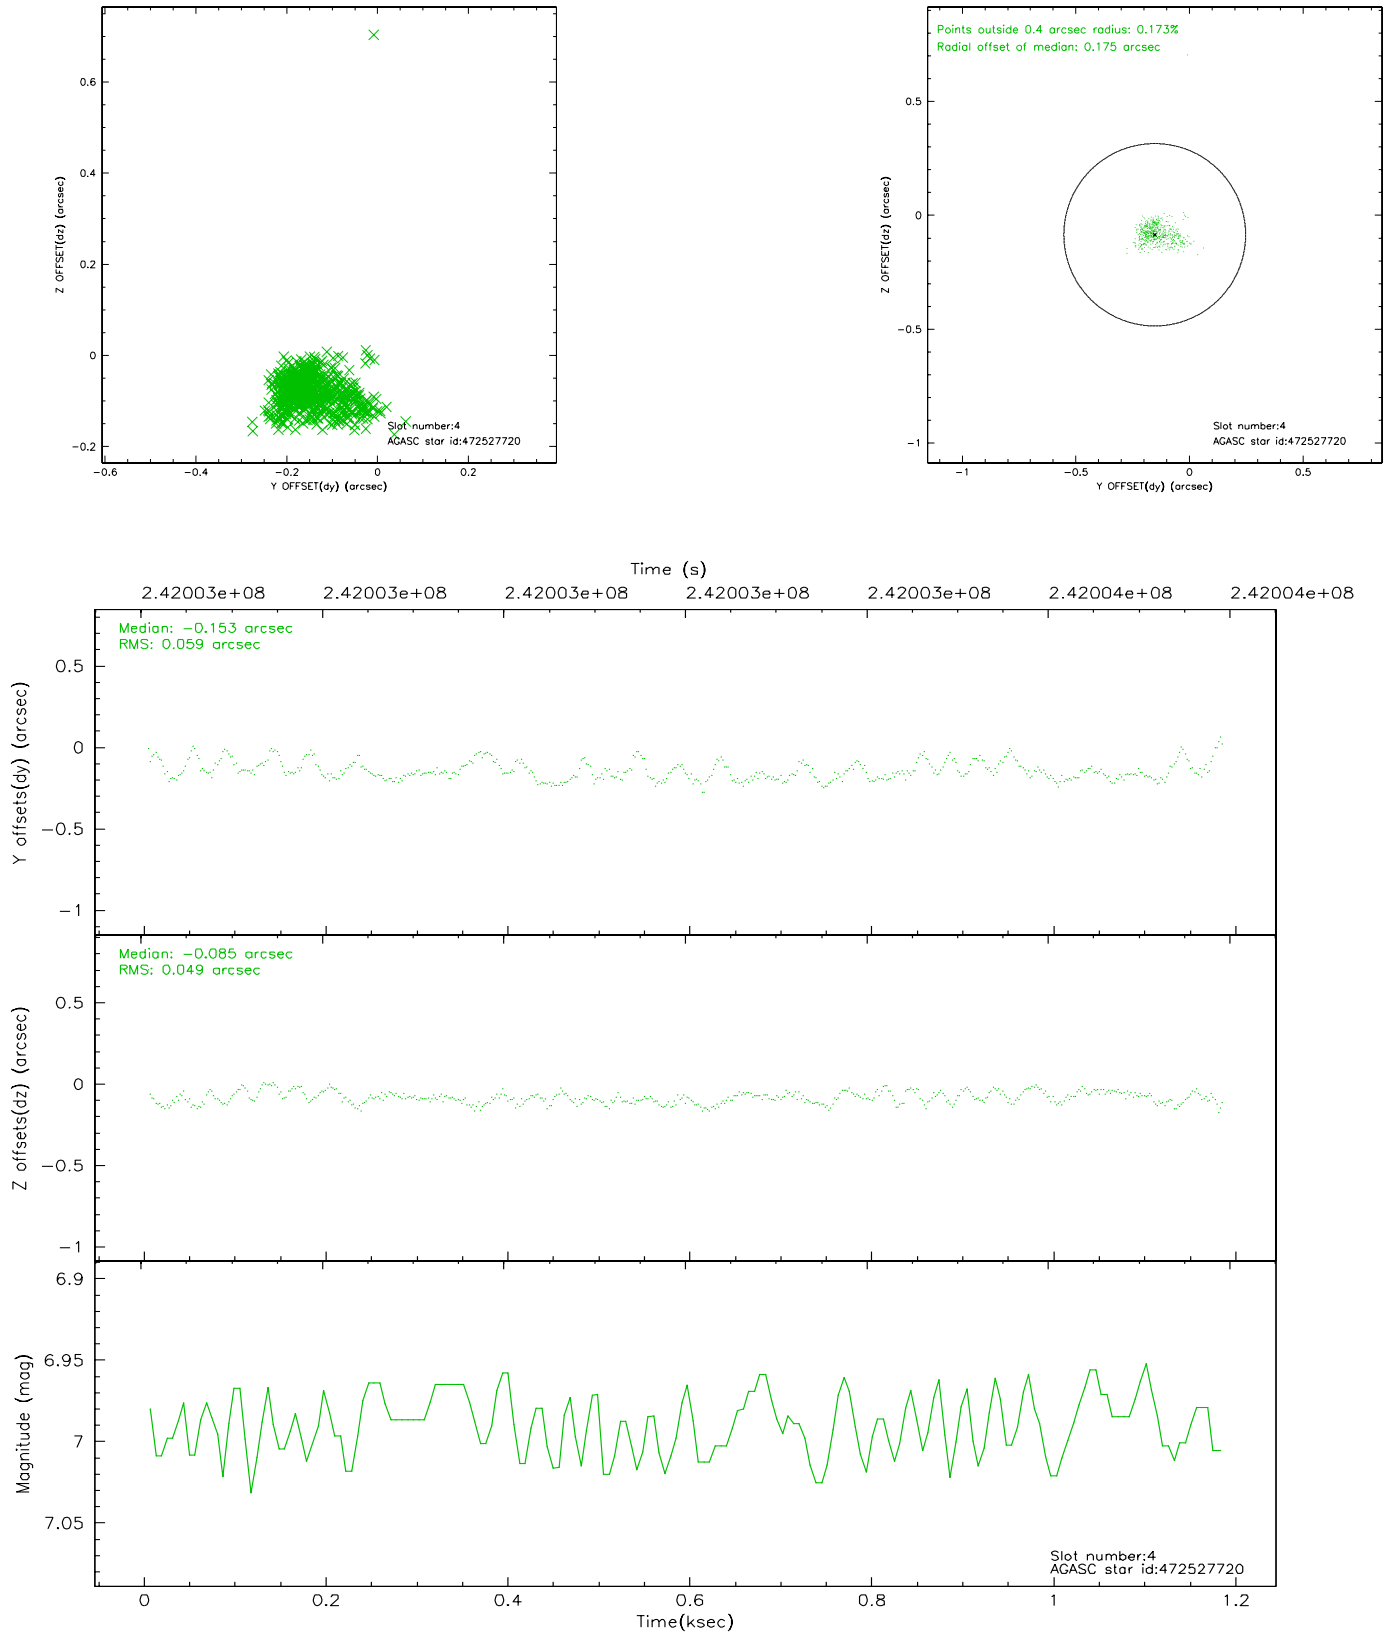 0.6
0.4
0.2
0
−0.2
−0.6
−0.4
−0.2
0
0.2
Z OFFSET(dz) (arcsec)
Y OFFSET(dy) (arcsec)
Slot number:4
AGASC star id:472527720
Points outside 0.4 arcsec radius: 0.173%
Radial offset of median: 0.175 arcsec
0.5
0
−0.5
−1
−1
−0.5
0
0.5
Z OFFSET(dz) (arcsec)
Y OFFSET(dy) (arcsec)
Slot number:4
AGASC star id:472527720
Time (s)
2.42003e+08 2.42003e+08 2.42003e+08 2.42003e+08 2.42003e+08 2.42004e+08 2.42004e+08
Median: −0.153 arcsec
RMS: 0.059 arcsec
0.5
0
−0.5
−1
Y offsets(dy) (arcsec)
Median: −0.085 arcsec
RMS: 0.049 arcsec
0.5
0
−0.5
−1
Z offsets(dz) (arcsec)
6.9
6.95
7
7.05
Magnitude (mag)
Slot number:4
AGASC star id:472527720
0 0.2 0.4 0.6 0.8 1 1.2
Time(ksec)